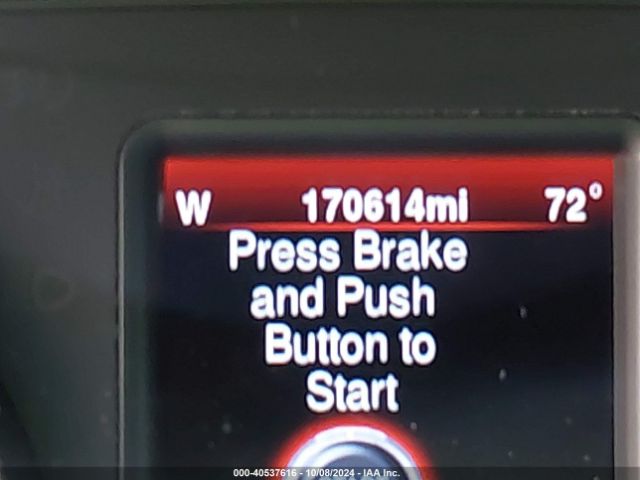 W 170614mi 72°
Press Brake
and Push
Button to
Start
000-40537616 - 10/08/2024 - IAA Inc.